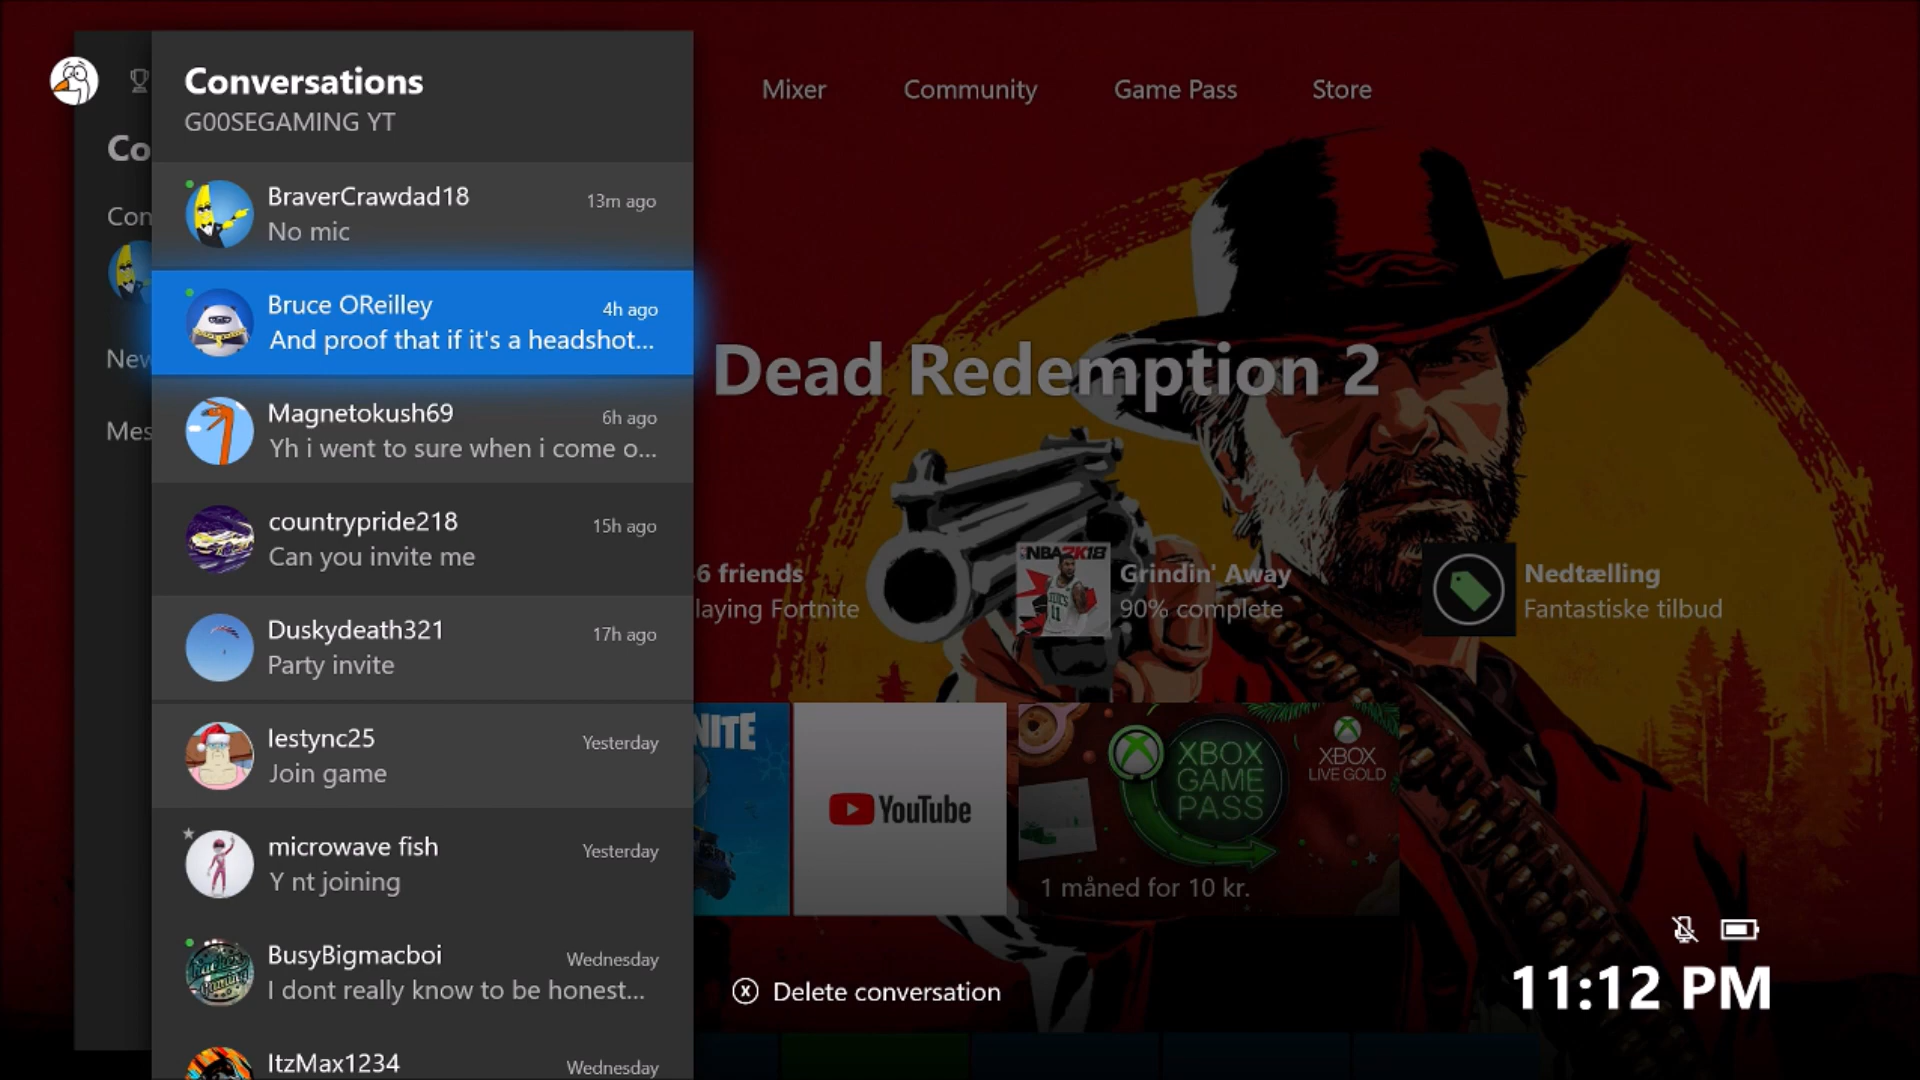 Conversations
G00SEGAMING YT
Co
Con
New
Mes
BraverCrawdad18
13m ago
No mic
Bruce OReilley
4h ago
And proof that if it's a headshot...
Magnetokush69
6h ago
Yh i went to sure when i come o...
countrypride218
15h ago
Can you invite me
Duskydeath321
17h ago
Party invite
lestync25
Yesterday
Join game
microwave fish
Yesterday
Y nt joining
BusyBigmacboi
Wednesday
I dont really know to be honest...
ItzMax1234
Wednesday
Mixer
Community
Game Pass
Store
Dead Redemption 2
6 friends
laying Fortnite
NBA 2K18
Grindin' Away
90% complete
Nedtælling
Fantastiske tilbud
NITE
YouTube
XBOX
GAME
PASS
XBOX
LIVE GOLD
1 måned for 10 kr.
X Delete conversation
11:12 PM